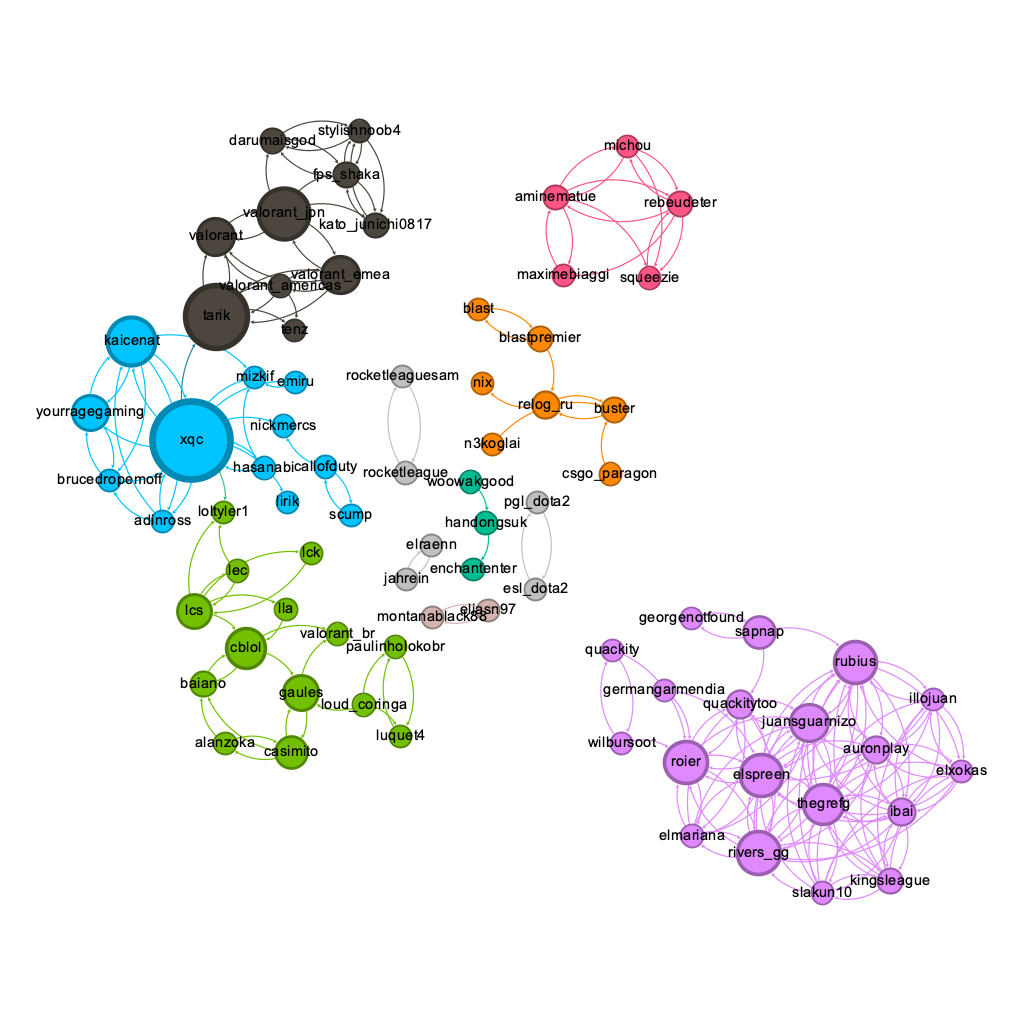 stylishnoob4
darumaisgod
fps_shaka
valorant_jpn
kato_junichi0817
valorant
valorant_emea
valorant_americas
tarik
tenz
michou
aminematue
rebeudeter
maximebiaggi
squeezie
kaicenat
mizkif
emiru
yourragegaming
nickmercs
xqc
hasanabi
callofduty
brucedropemoff
lirik
scump
adinross
blast
blastpremier
nix
relog_ru
buster
n3koglai
csgo_paragon
rocketleaguesam
rocketleague
woowakgood
handongsuk
enchantenter
pgl_dota2
esl_dota2
elraenn
jahrein
eliasn97
montanablack88
loltyler1
lck
lec
lcs
lla
cblol
valorant_br
paulinholokobr
baiano
gaules
loud_coringa
alanzoka
casimito
luquet4
georgenotfound
sapnap
quackity
rubius
germangarmendia
quackitytoo
illojuan
juansguarnizo
wilbursoot
auronplay
roier
elspreen
elxokas
thegrefg
ibai
elmariana
rivers_gg
kingsleague
slakun10